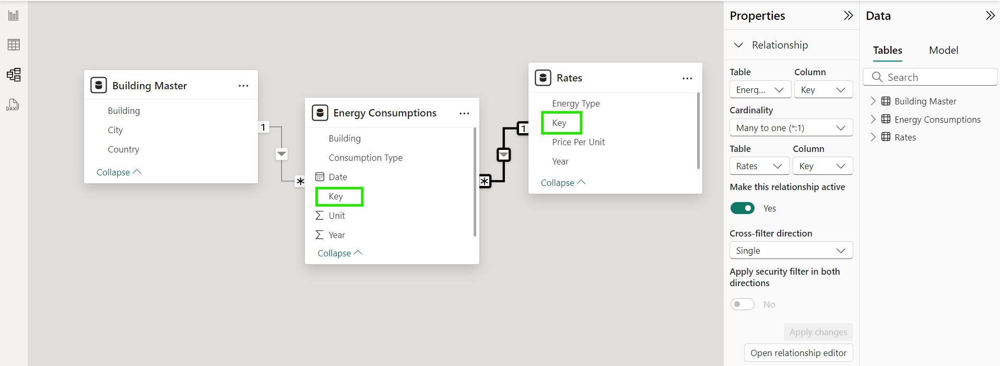 DAX
Building Master
Building
City
Country
Collapse
1
*
Energy Consumptions
Building
Consumption Type
Date
Key
Unit
Year
Collapse
*
1
Rates
Energy Type
Key
Price Per Unit
Year
Collapse
Properties
Relationship
Table Column
Energ... Key
Cardinality
Many to one (*:1)
Table Column
Rates Key
Make this relationship active
Yes
Cross-filter direction
Single
Apply security filter in both
directions
No
Apply changes
Open relationship editor
Data
Tables Model
Search
Building Master
Energy Consumptions
Rates